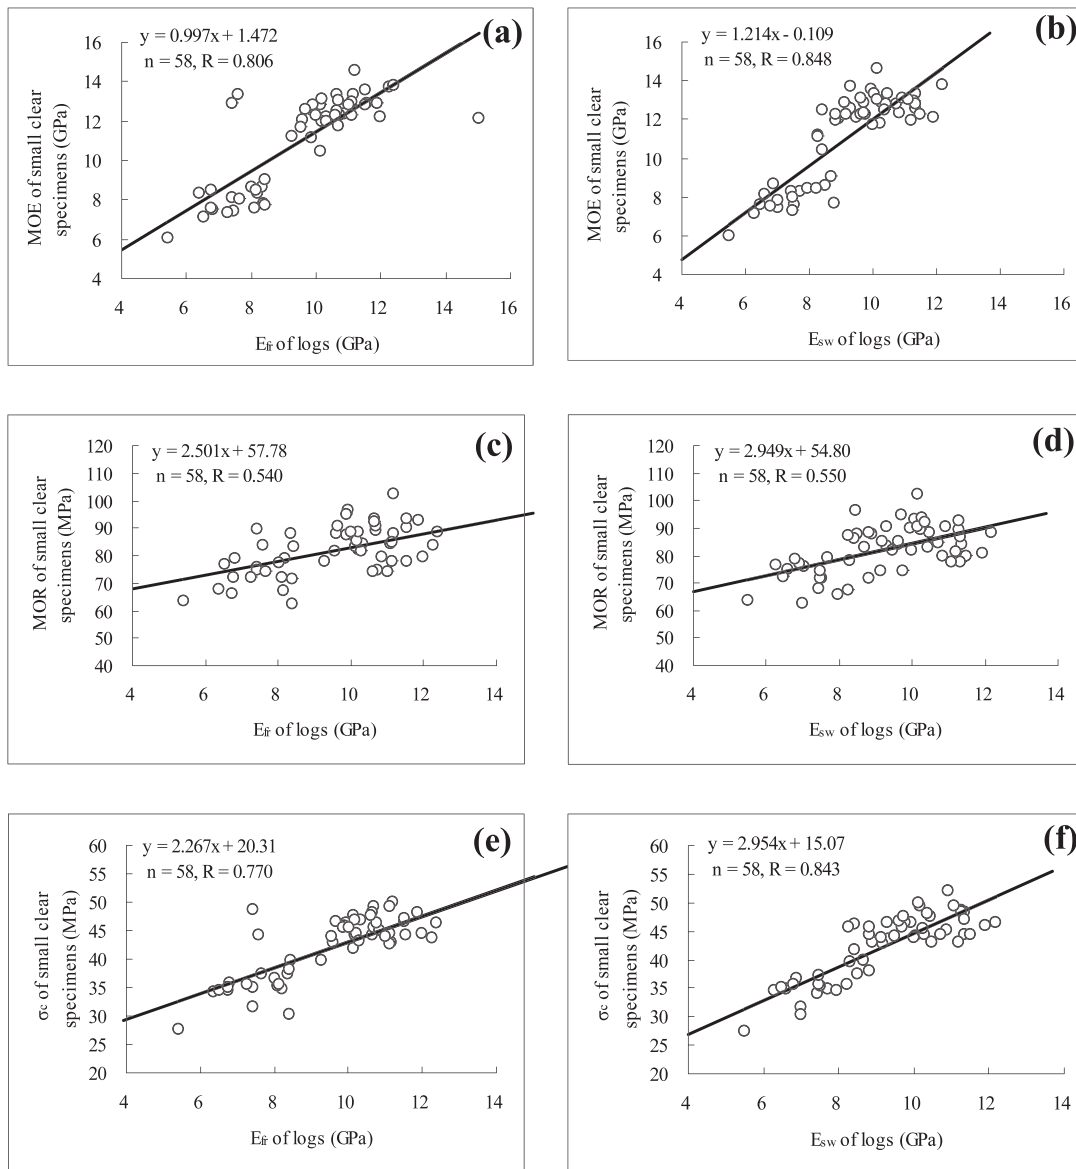 (a)
y = 0.997x + 1.472
n = 58, R = 0.806
MOE of small clear
specimens (GPa)
16
14
12
10
8
6
4
4 6 8 10 12 14 16
Efr of logs (GPa)
(b)
y = 1.214x - 0.109
n = 58, R = 0.848
MOE of small clear
specimens (GPa)
16
14
12
10
8
6
4
4 6 8 10 12 14 16
Esw of logs (GPa)
(c)
y = 2.501x + 57.78
n = 58, R = 0.540
MOR of small clear
specimens (MPa)
120
110
100
90
80
70
60
50
40
4 6 8 10 12 14
Efr of logs (GPa)
(d)
y = 2.949x + 54.80
n = 58, R = 0.550
MOR of small clear
specimens (MPa)
120
110
100
90
80
70
60
50
40
4 6 8 10 12 14
Esw of logs (GPa)
(e)
y = 2.267x + 20.31
n = 58, R = 0.770
σc of small clear
specimens (MPa)
60
55
50
45
40
35
30
25
20
4 6 8 10 12 14
Efr of logs (GPa)
(f)
y = 2.954x + 15.07
n = 58, R = 0.843
σc of small clear
specimens (MPa)
60
55
50
45
40
35
30
25
20
4 6 8 10 12 14
Esw of logs (GPa)